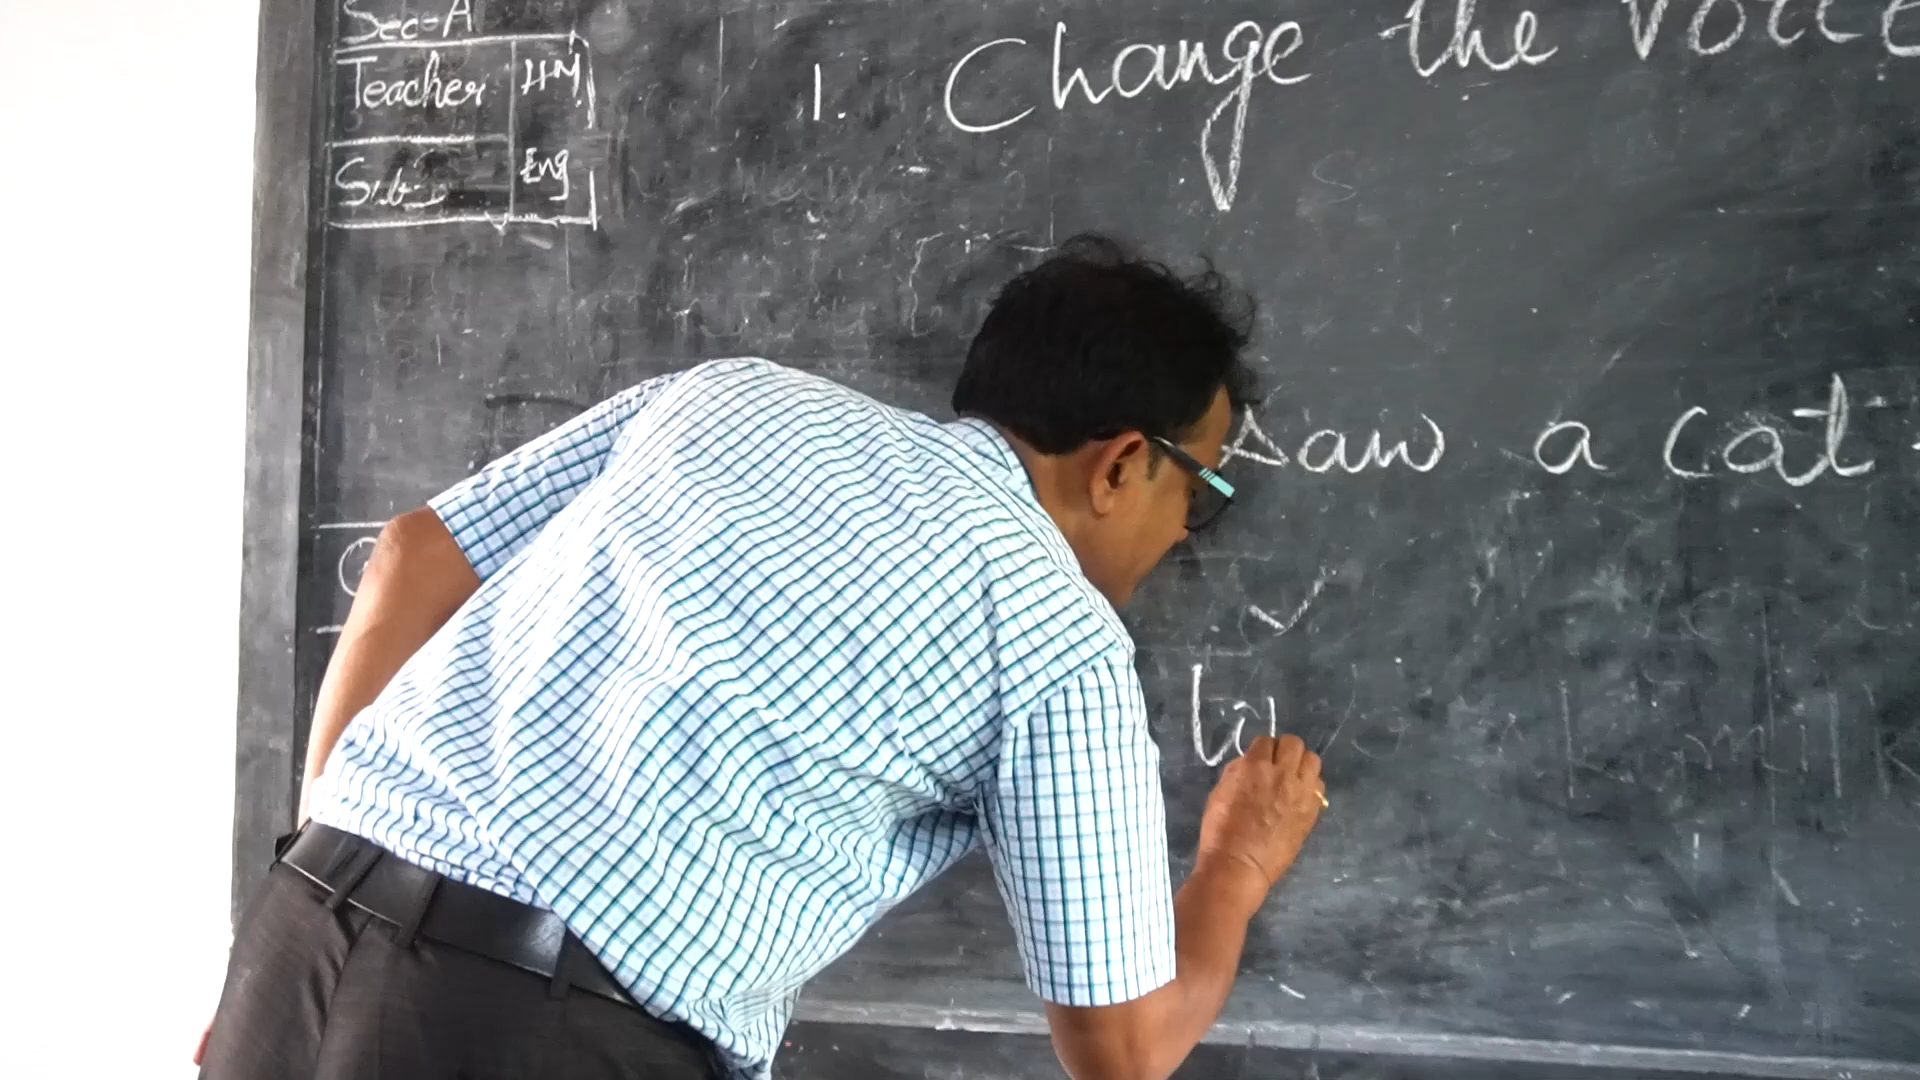 Sec-A
Teacher HM
Sub Eng
1. Change the Voice
saw a cat